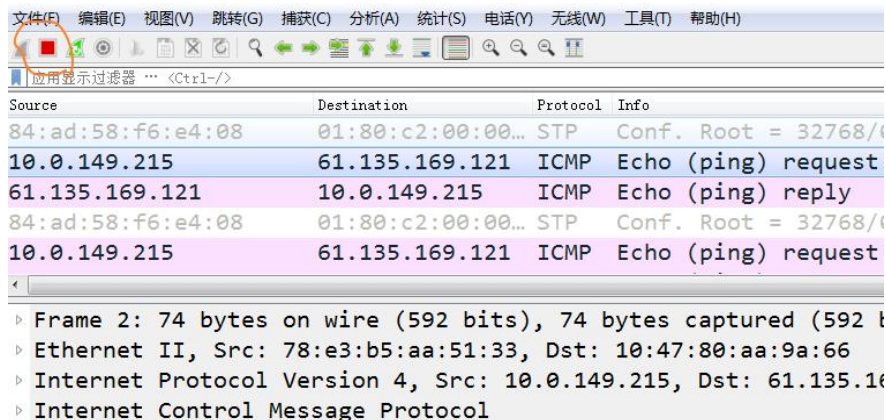 文件(F) 编辑(E) 视图(V) 跳转(G) 捕获(C) 分析(A) 统计(S) 电话(Y) 无线(W) 工具(T) 帮助(H)
应用显示过滤器 … <Ctrl-/>
Source Destination Protocol Info
84:ad:58:f6:e4:08 01:80:c2:00:00… STP Conf. Root = 32768/
10.0.149.215 61.135.169.121 ICMP Echo (ping) request
61.135.169.121 10.0.149.215 ICMP Echo (ping) reply
84:ad:58:f6:e4:08 01:80:c2:00:00… STP Conf. Root = 32768/
10.0.149.215 61.135.169.121 ICMP Echo (ping) request
Frame 2: 74 bytes on wire (592 bits), 74 bytes captured (592
Ethernet II, Src: 78:e3:b5:aa:51:33, Dst: 10:47:80:aa:9a:66
Internet Protocol Version 4, Src: 10.0.149.215, Dst: 61.135.16
Internet Control Message Protocol